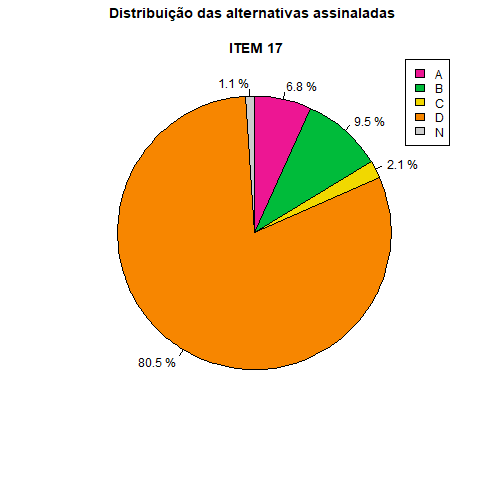 Distribuição das alternativas assinaladas
ITEM 17
A
B
C
D
N
1.1 %
6.8 %
9.5 %
2.1 %
80.5 %